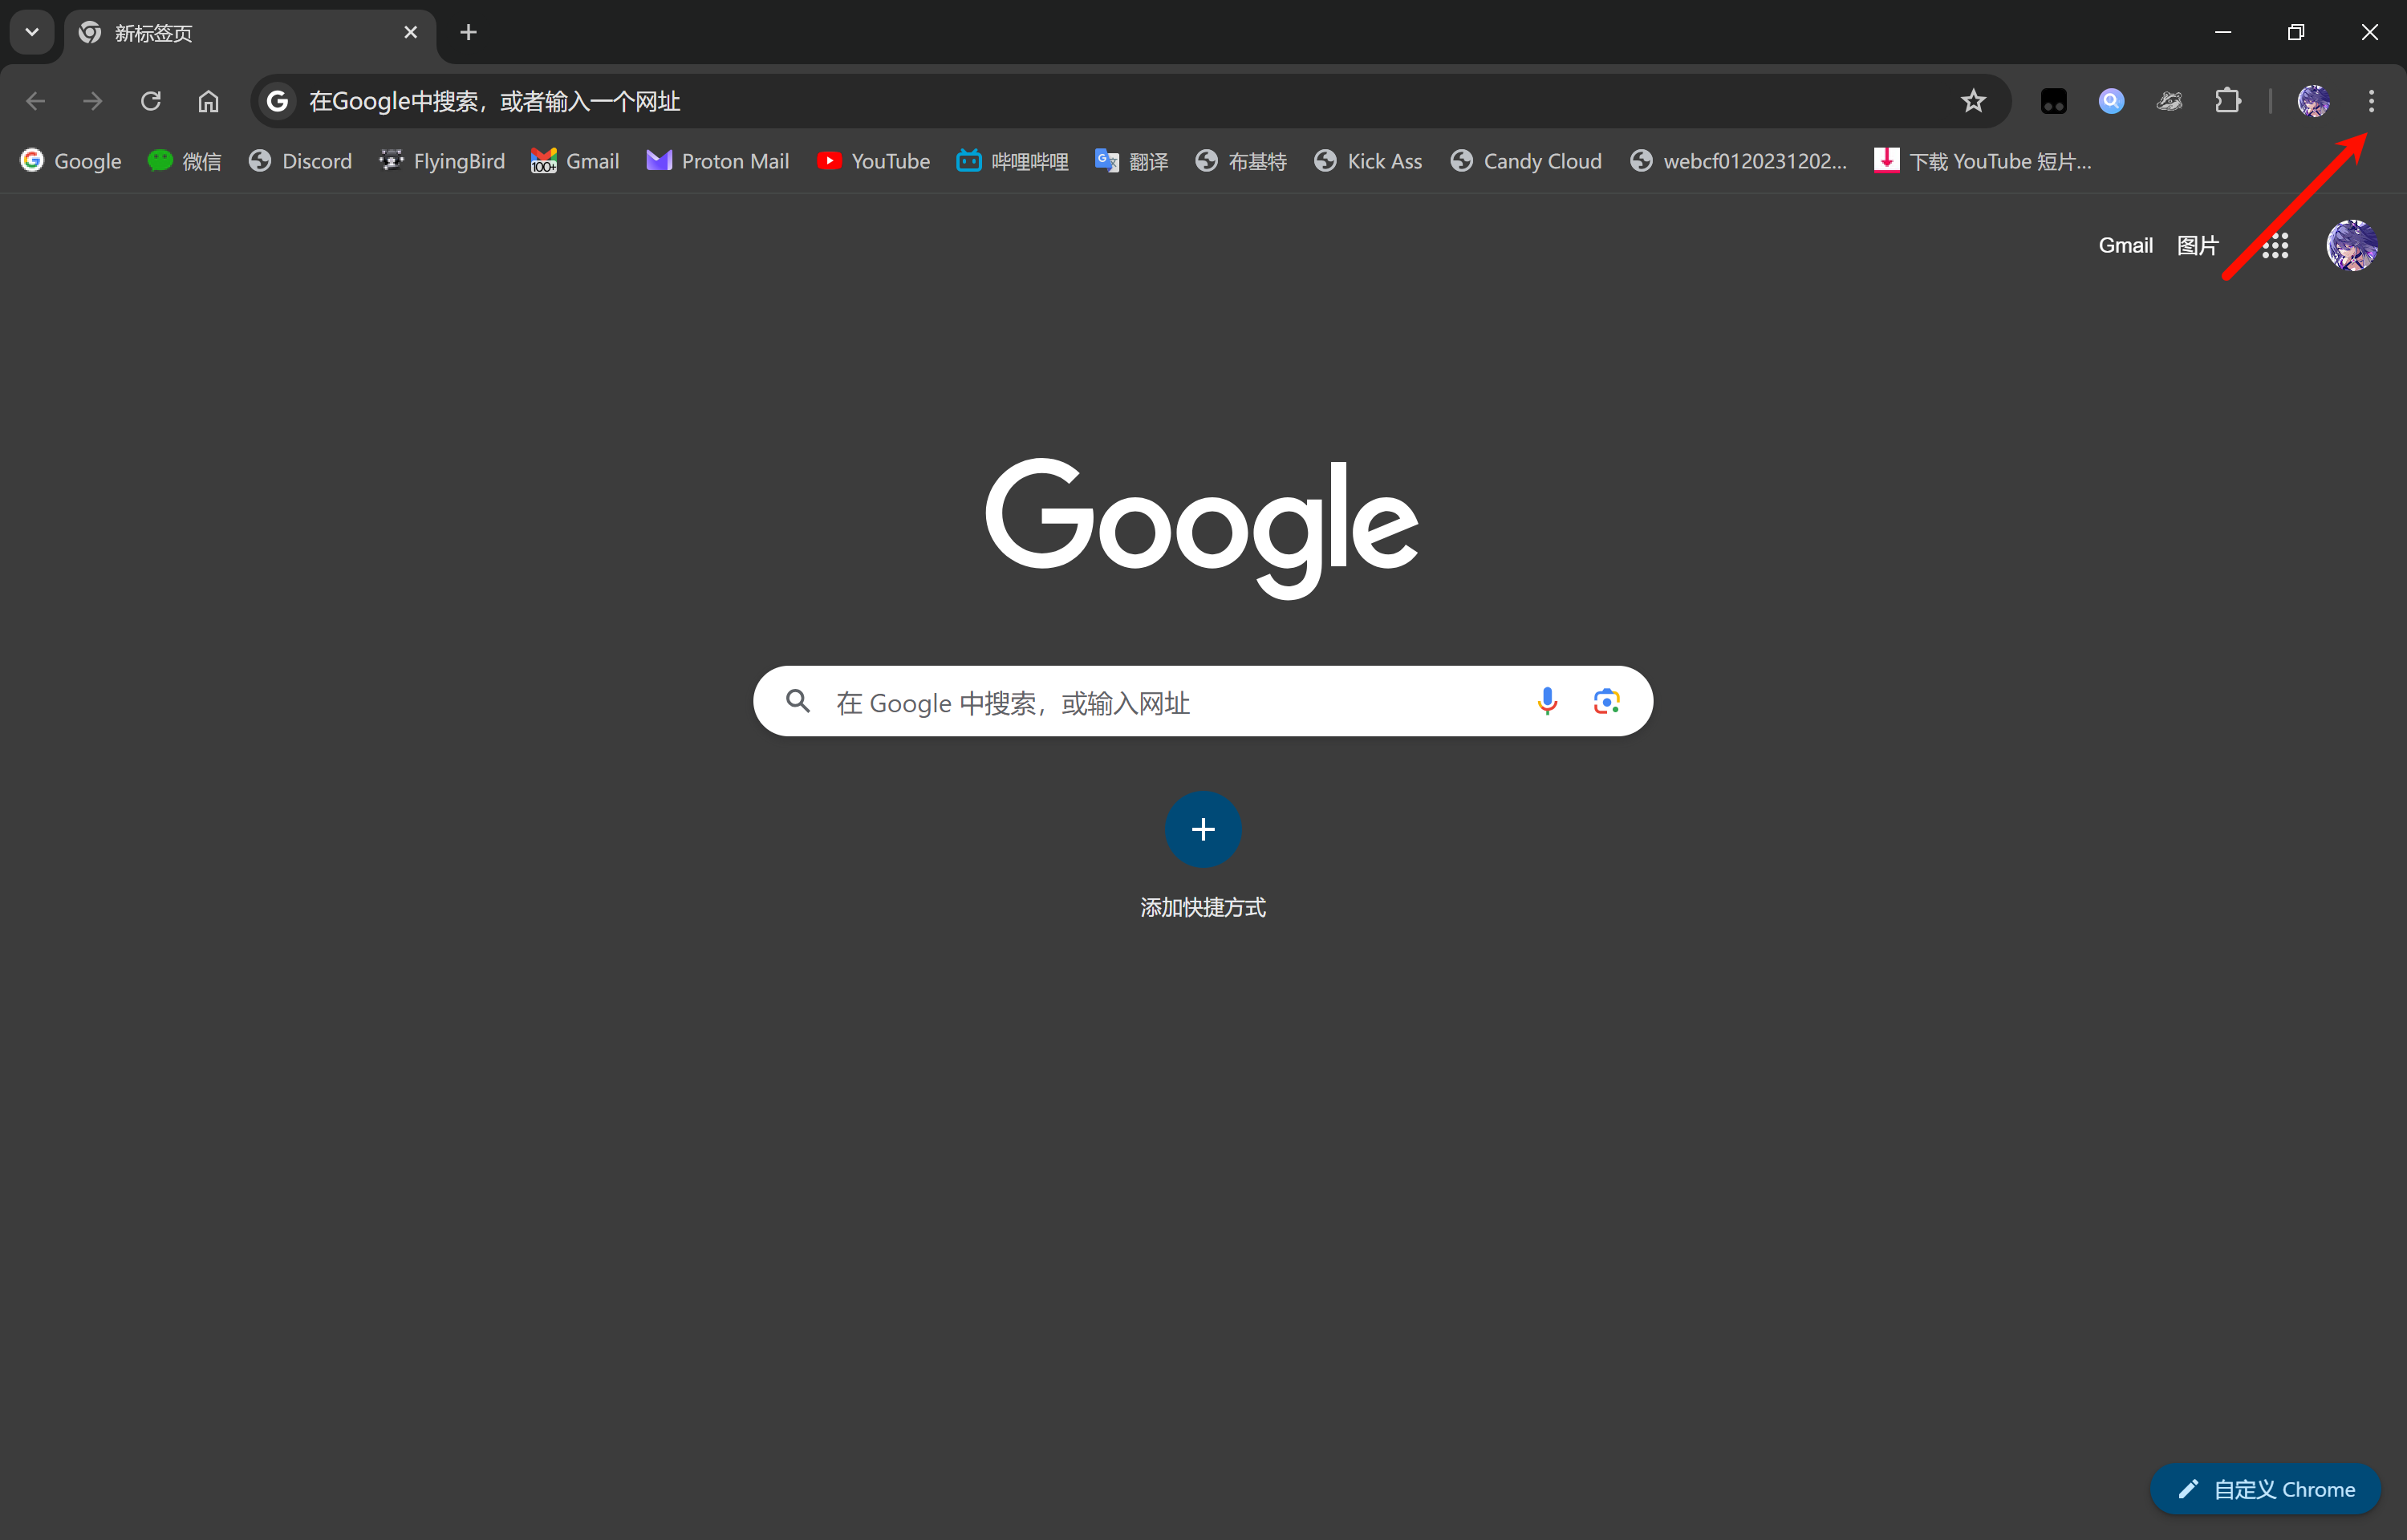 新标签页
在Google中搜索，或者输入一个网址
Google 微信 Discord FlyingBird 100+ Gmail Proton Mail YouTube 哔哩哔哩 翻译 布基特 Kick Ass Candy Cloud webcf0120231202... 下载 YouTube 短片...
Gmail 图片
Google
在 Google 中搜索，或输入网址
添加快捷方式
自定义 Chrome